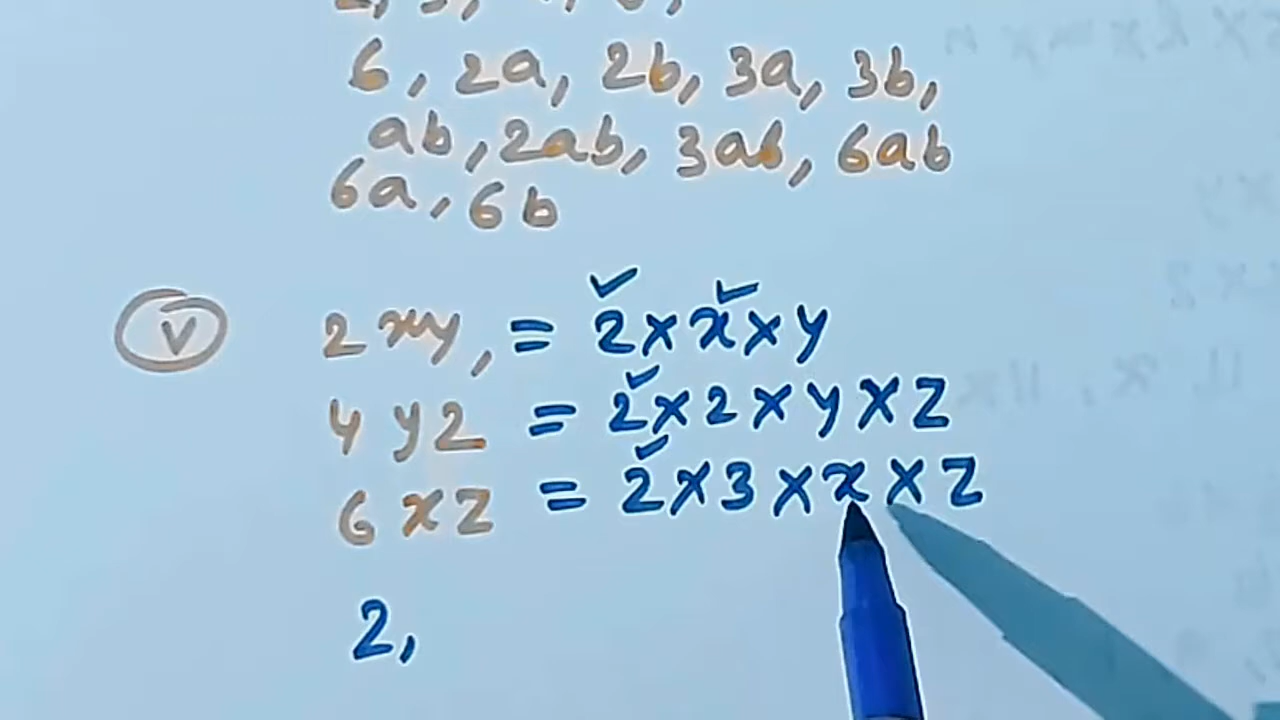 6, 2a, 2b, 3a, 3b,
ab, 2ab, 3ab, 6ab
6a, 6b
(v) 2xy, = 2×x×y
4yz = 2×2×y×z
6xz = 2×3×x×z
2,